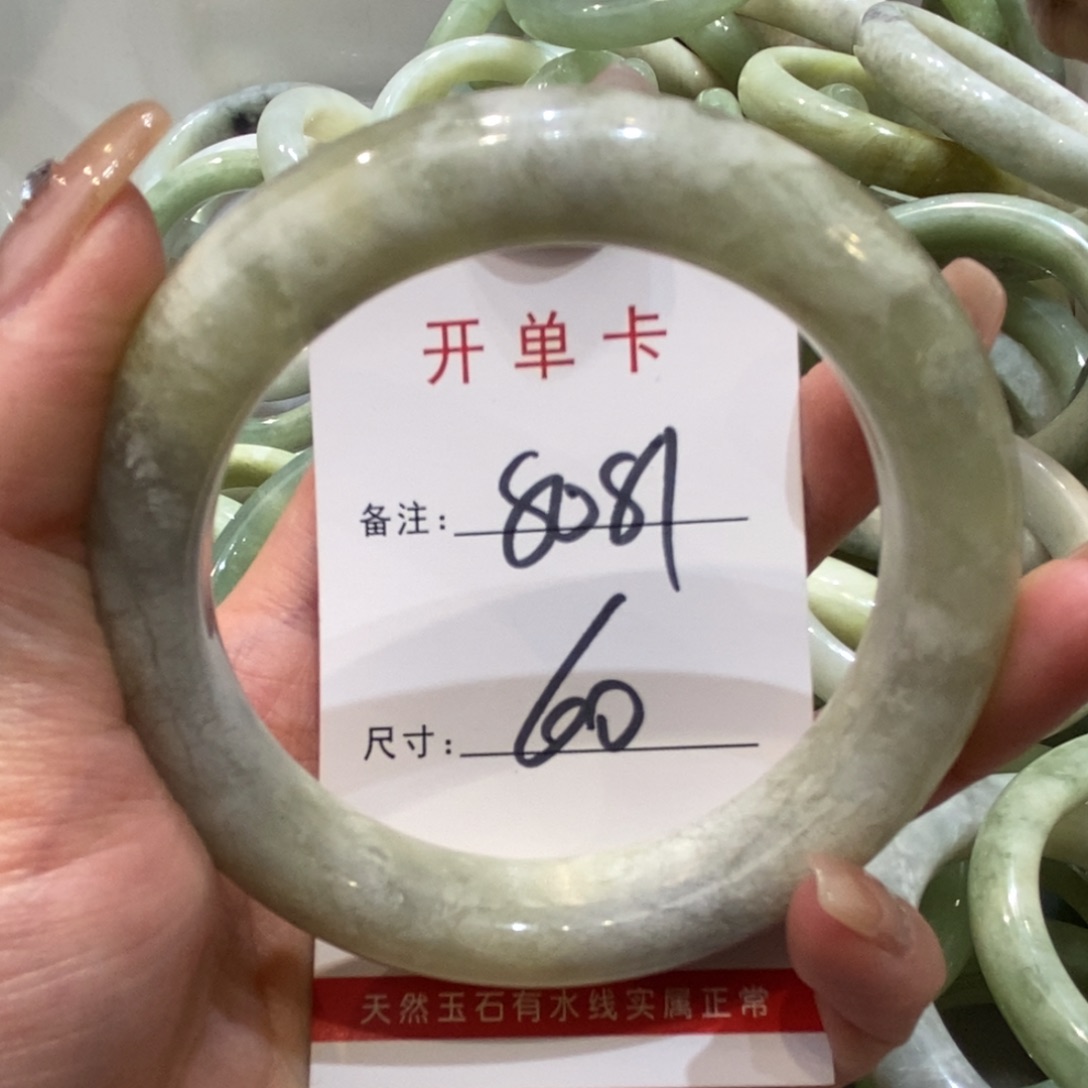 开单卡
备注: 8081
尺寸: 60
天然玉石有水线实属正常